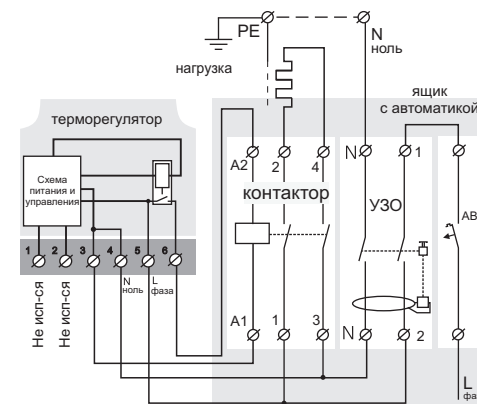 PE
N
ноль
нагрузка
ящик
с автоматикой
терморегулятор
Схема
питания и
управления
A2
2
4
N
1
контактор
УЗО
АВ
1
2
3
4
5
6
Не исп-ся
Не исп-ся
N
ноль
L
фаза
A1
1
3
N
2
L